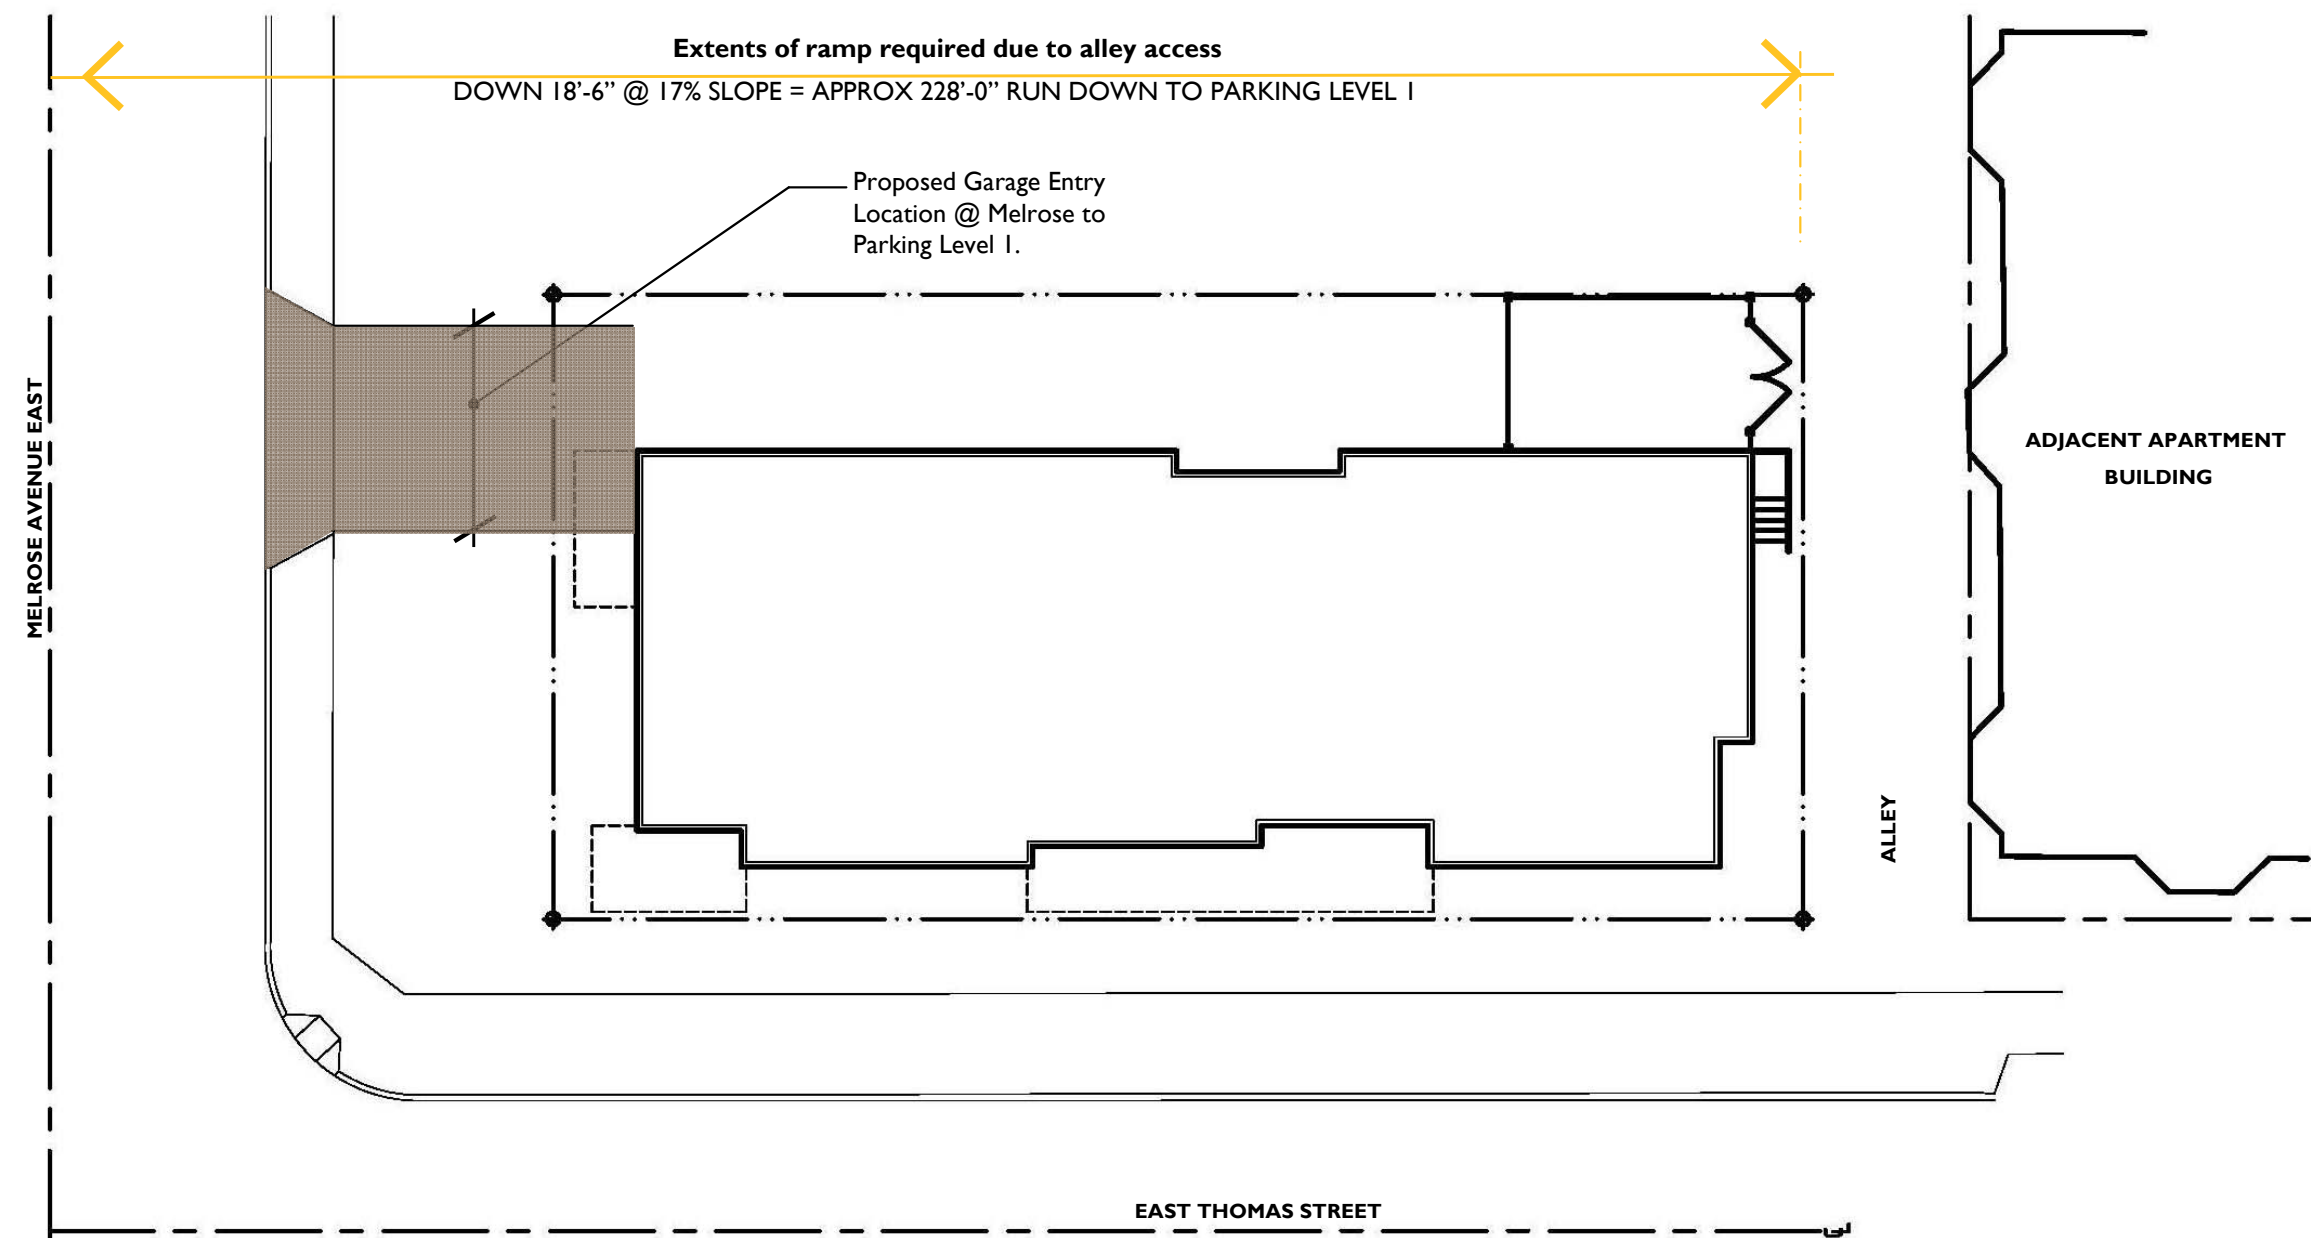 Extents of ramp required due to alley access
DOWN 18’-6” @ 17% SLOPE = APPROX 228’-0” RUN DOWN TO PARKING LEVEL 1
Proposed Garage Entry
Location @ Melrose to
Parking Level 1.
MELROSE AVENUE EAST
ADJACENT APARTMENT
BUILDING
ALLEY
EAST THOMAS STREET